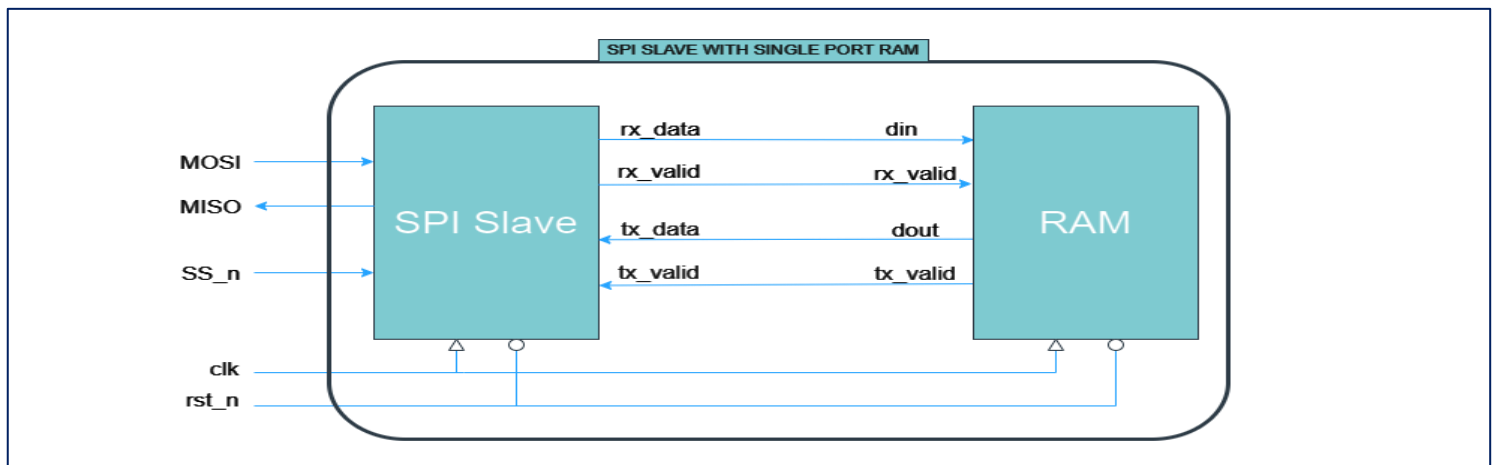 SPI SLAVE WITH SINGLE PORT RAM
rx_data din
MOSI
rx_valid rx_valid
MISO
SPI Slave RAM
tx_data dout
SS_n
tx_valid tx_valid
clk
rst_n